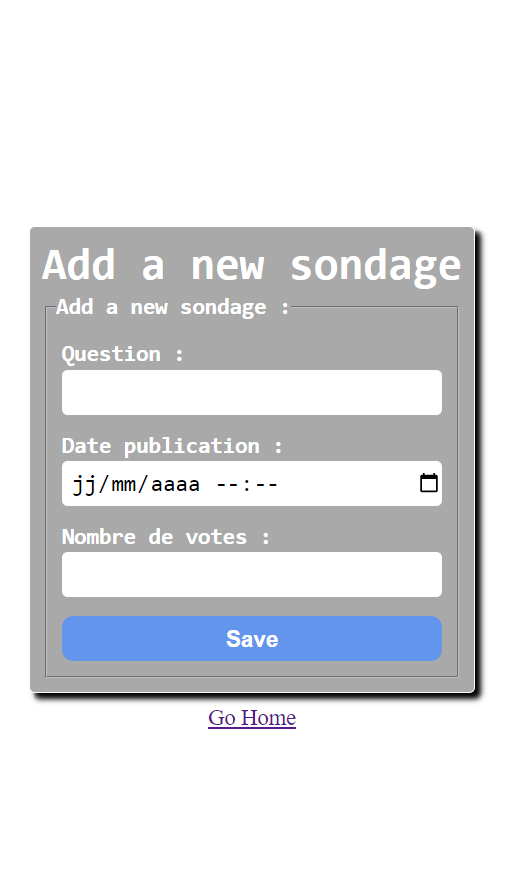 Add a new sondage
Add a new sondage :
Question :
Date publication :
jj/mm/aaaa --:--
Nombre de votes :
Save
Go Home